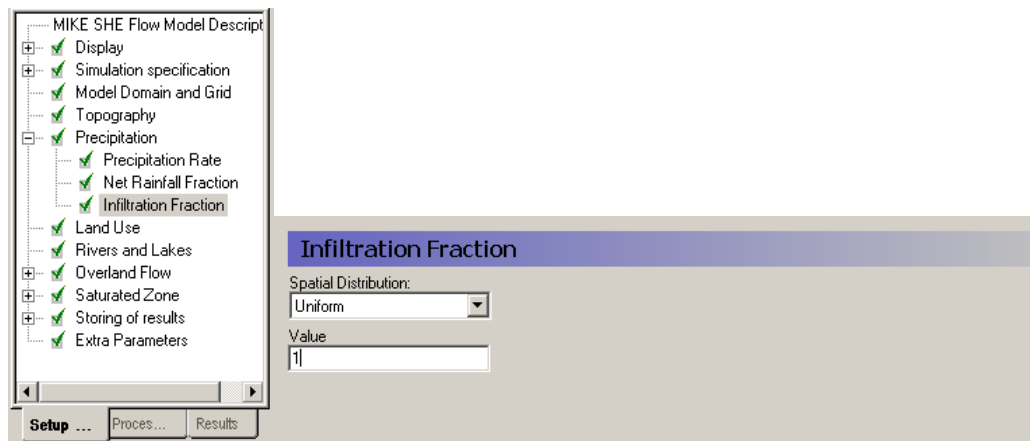 MIKE SHE Flow Model Descript
Display
Simulation specification
Model Domain and Grid
Topography
Precipitation
Precipitation Rate
Net Rainfall Fraction
Infiltration Fraction
Land Use
Rivers and Lakes
Overland Flow
Saturated Zone
Storing of results
Extra Parameters
Setup ...
Proces...
Results
Infiltration Fraction
Spatial Distribution:
Uniform
Value
1